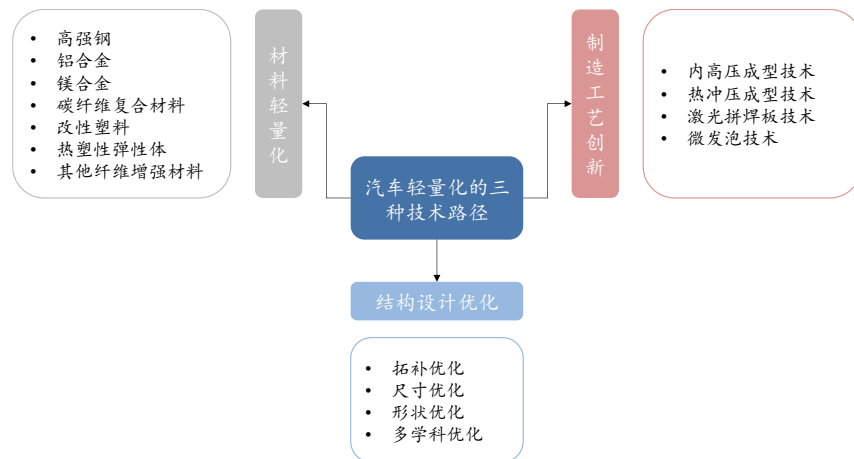 • 高强钢
• 铝合金
• 镁合金
• 碳纤维复合材料
• 改性塑料
• 热塑性弹性体
• 其他纤维增强材料
材料轻量化
制造工艺创新
• 内高压成型技术
• 热冲压成型技术
• 激光拼焊板技术
• 微发泡技术
汽车轻量化的三
种技术路径
结构设计优化
• 拓补优化
• 尺寸优化
• 形状优化
• 多学科优化